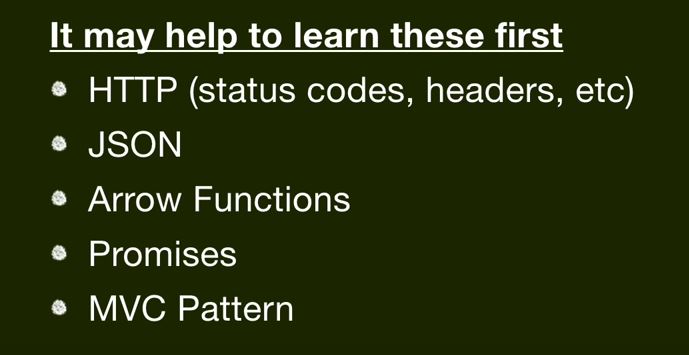 It may help to learn these first
HTTP (status codes, headers, etc)
JSON
Arrow Functions
Promises
MVC Pattern